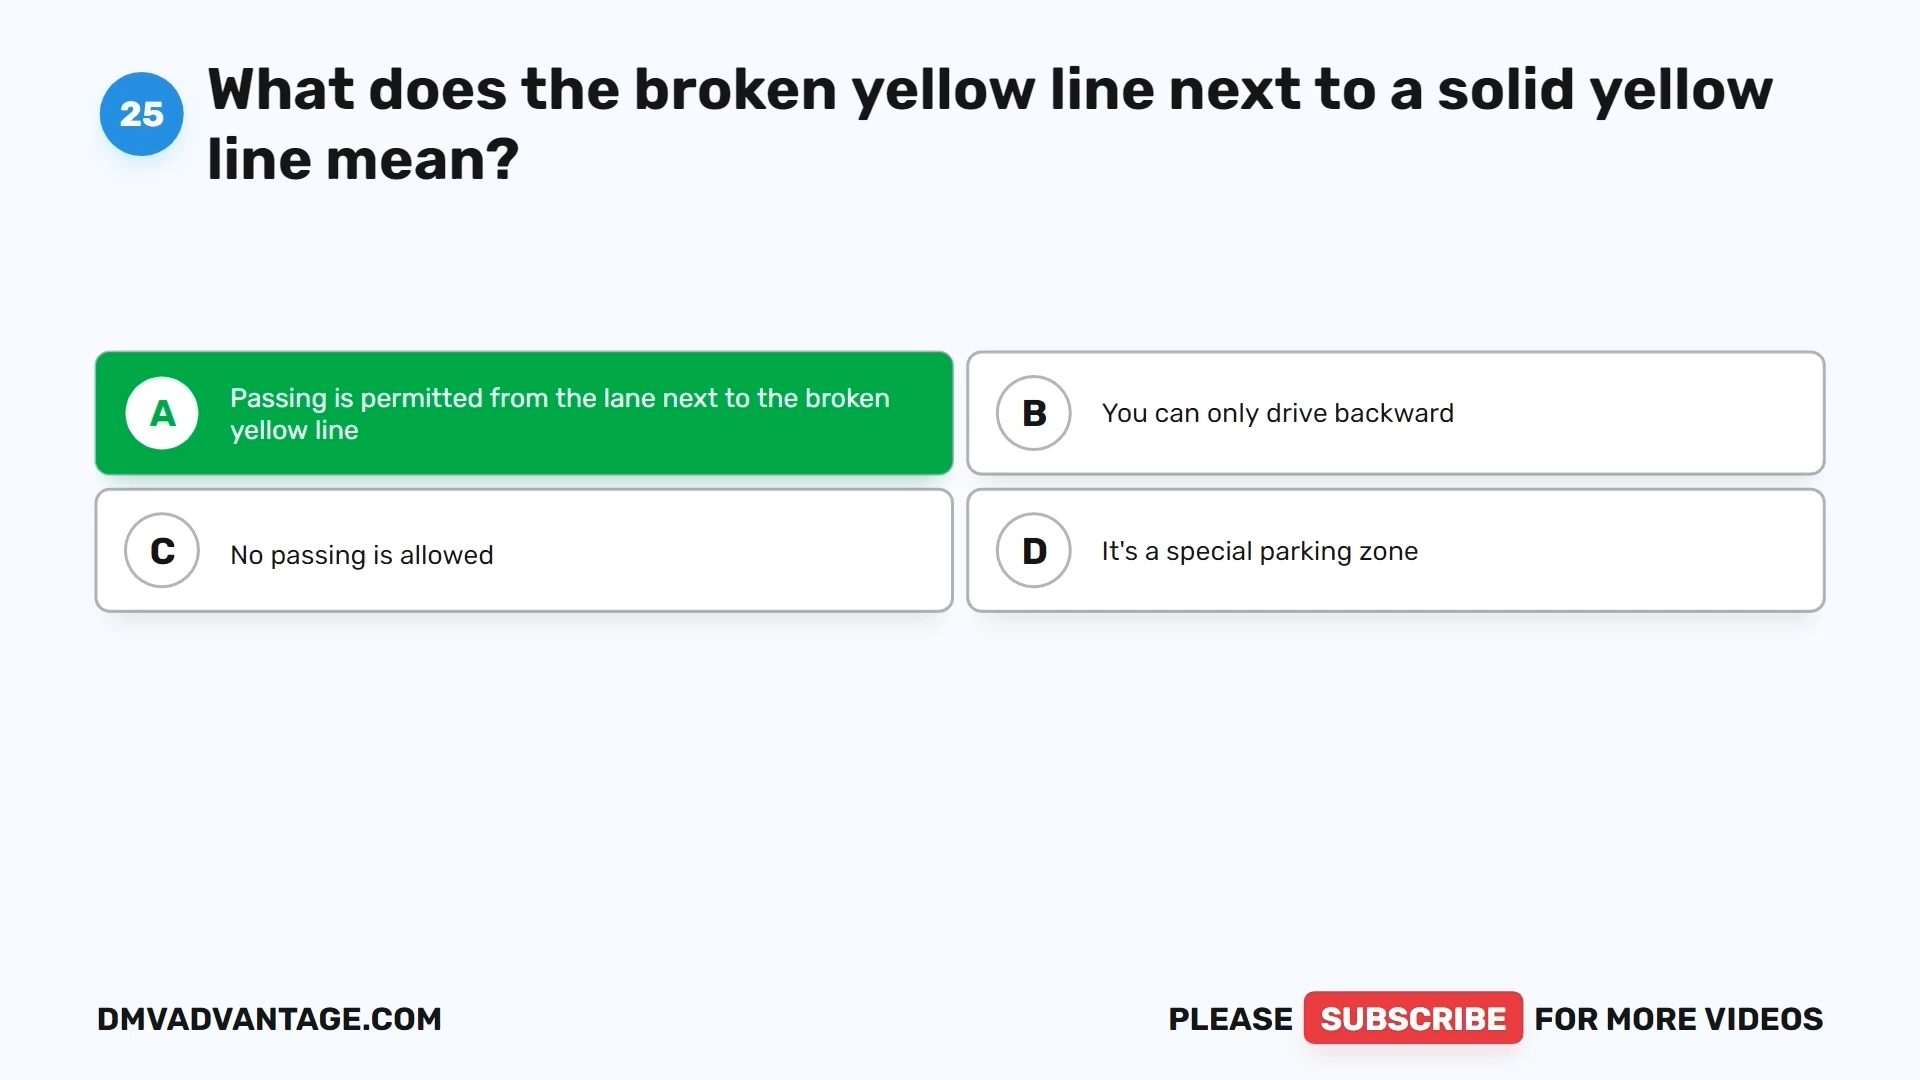 25
What does the broken yellow line next to a solid yellow
line mean?
A
Passing is permitted from the lane next to the broken
yellow line
B
You can only drive backward
C
No passing is allowed
D
It's a special parking zone
DMVADVANTAGE.COM
PLEASE SUBSCRIBE FOR MORE VIDEOS